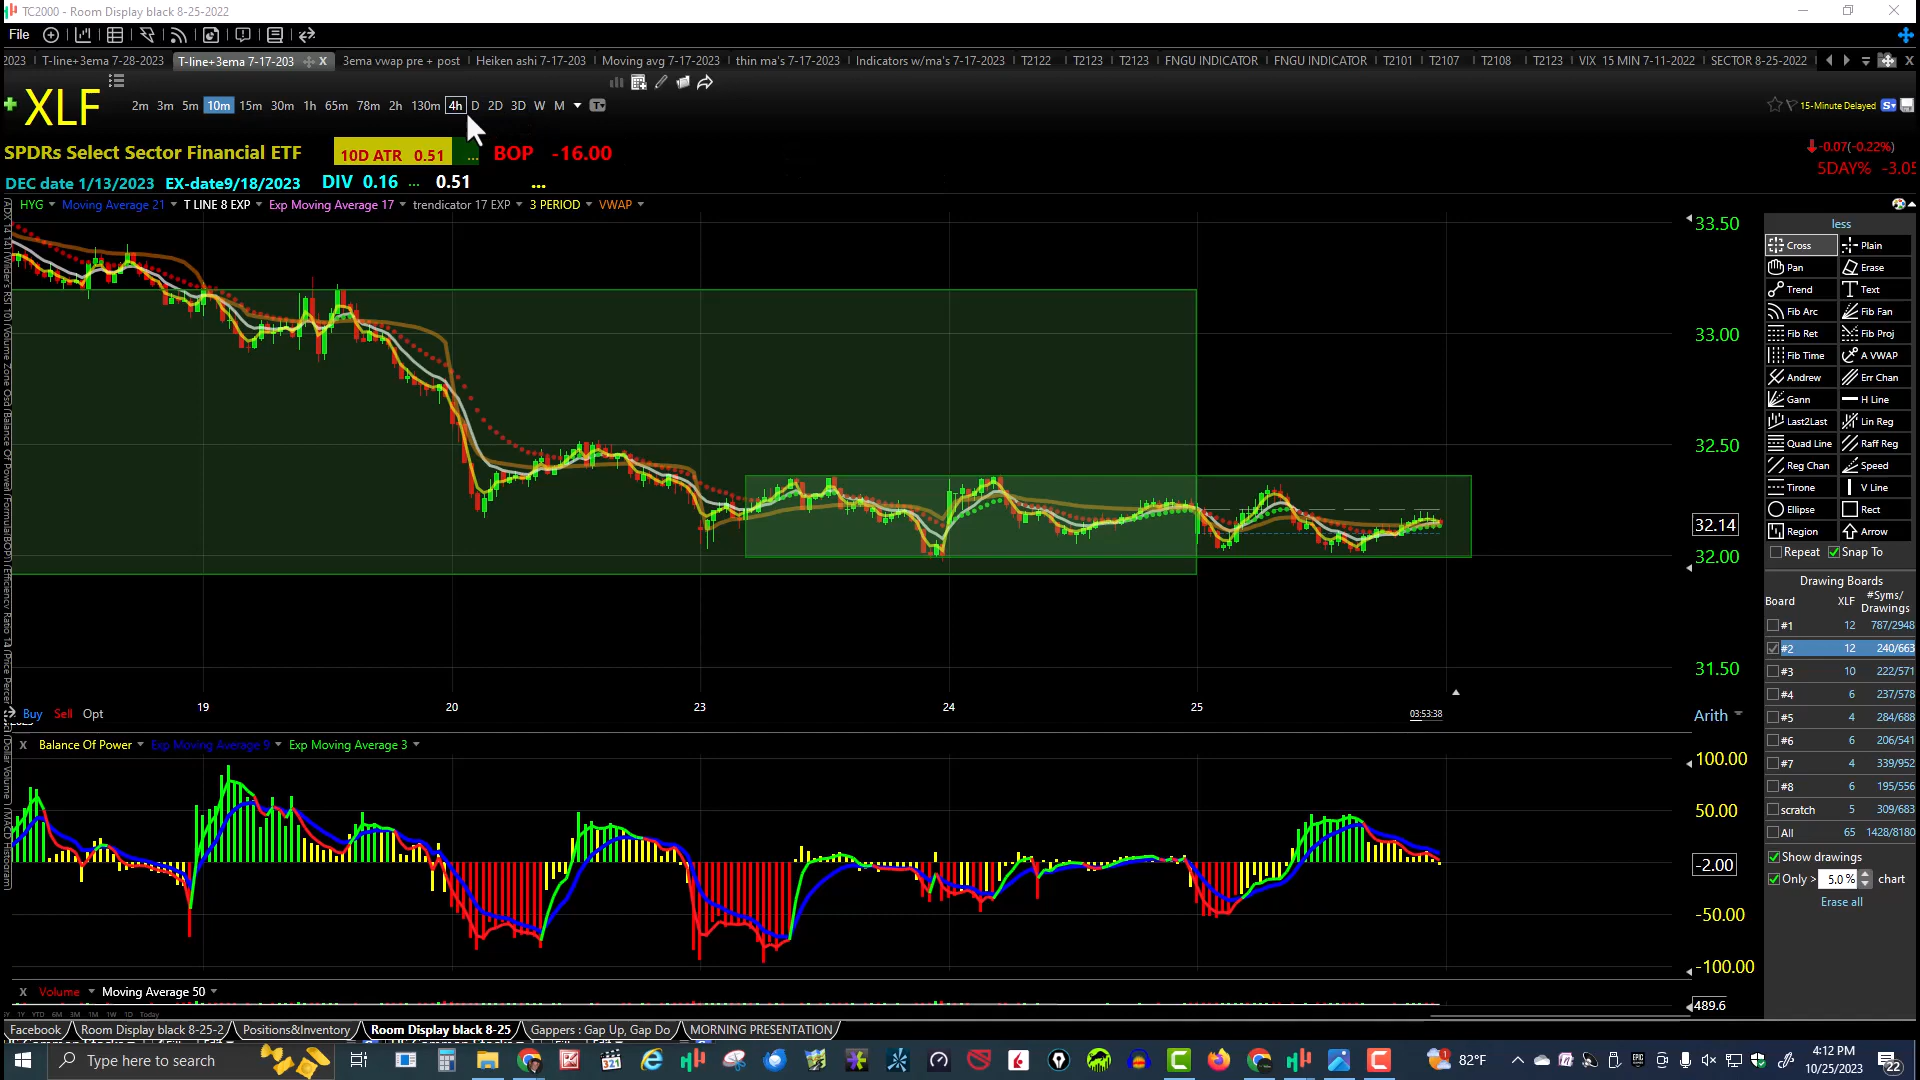 TC2000 - Room Display black 8-25-2022
File
2023 T-line+3ema 7-28-2023 T-line+3ema 7-17-203 X 3ema vwap pre + post Heiken ashi 7-17-203 Moving avg 7-17-2023 thin ma's 7-17-2023 Indicators w/ma's 7-17-2023 T2122 T2123 T2123 FNGU INDICATOR FNGU INDICATOR T2101 T2107 T2108 T2123 VIX 15 MIN 7-11-2022 SECTOR 8-25-2022
XLF 2m 3m 5m 10m 15m 30m 1h 65m 78m 2h 130m 4h D 2D 3D W M
15-Minute Delayed
SPDRs Select Sector Financial ETF 10D ATR 0.51 ... BOP -16.00
-0.07(-0.22%)
5DAY% -3.05
DEC date 1/13/2023 EX-date9/18/2023 DIV 0.16 ... 0.51 ...
HYG Moving Average 21 T LINE 8 EXP Exp Moving Average 17 trendicator 17 EXP 3 PERIOD VWAP
33.50
33.00
32.50
32.14
32.00
31.50
19 20 23 24 25
03:53:38
Arith
Buy Sell Opt
X Balance Of Power Exp Moving Average 9 Exp Moving Average 3
100.00
50.00
-2.00
-50.00
-100.00
X Volume Moving Average 50
489.6
less
Cross Plain
Pan Erase
Trend Text
Fib Arc Fib Fan
Fib Ret Fib Proj
Fib Time A VWAP
Andrew Err Chan
Gann H Line
Last2Last Lin Reg
Quad Line Raff Reg
Reg Chan Speed
Tirone V Line
Ellipse Rect
Region Arrow
Repeat Snap To
Drawing Boards
Board XLF #Syms/
Drawings
#1 12 787/2948
#2 12 240/663
#3 10 222/571
#4 6 237/578
#5 4 284/688
#6 6 206/541
#7 4 339/952
#8 6 195/556
scratch 5 309/683
All 65 1428/8180
Show drawings
Only > 5.0 % chart
Erase all
Facebook Room Display black 8-25-2 Positions&Inventory Room Display black 8-25 Gappers : Gap Up, Gap Do MORNING PRESENTATION
Type here to search
82°F
4:12 PM
10/25/2023
22